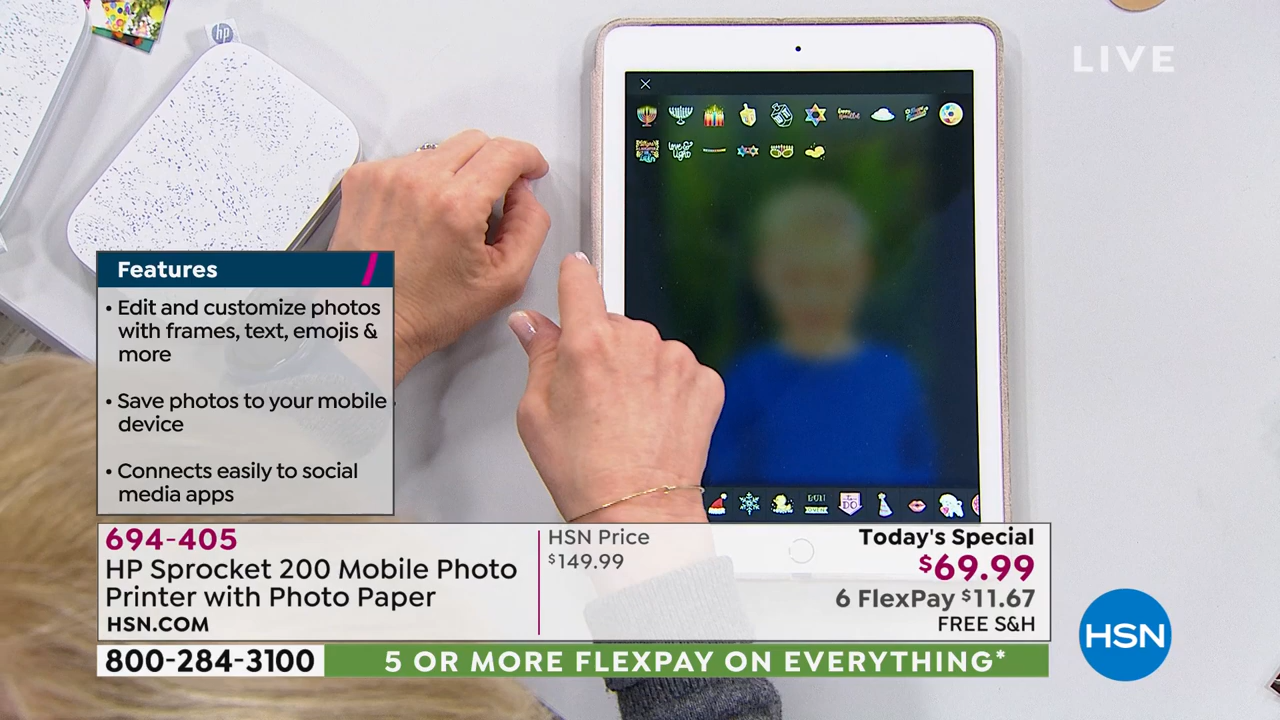 hp
LIVE
love &
light
Features
• Edit and customize photos
with frames, text, emojis &
more
• Save photos to your mobile
device
• Connects easily to social
media apps
694-405
HP Sprocket 200 Mobile Photo
Printer with Photo Paper
HSN.COM
HSN Price
$149.99
Today's Special
$69.99
6 FlexPay $11.67
FREE S&H
HSN
800-284-3100
5 OR MORE FLEXPAY ON EVERYTHING*